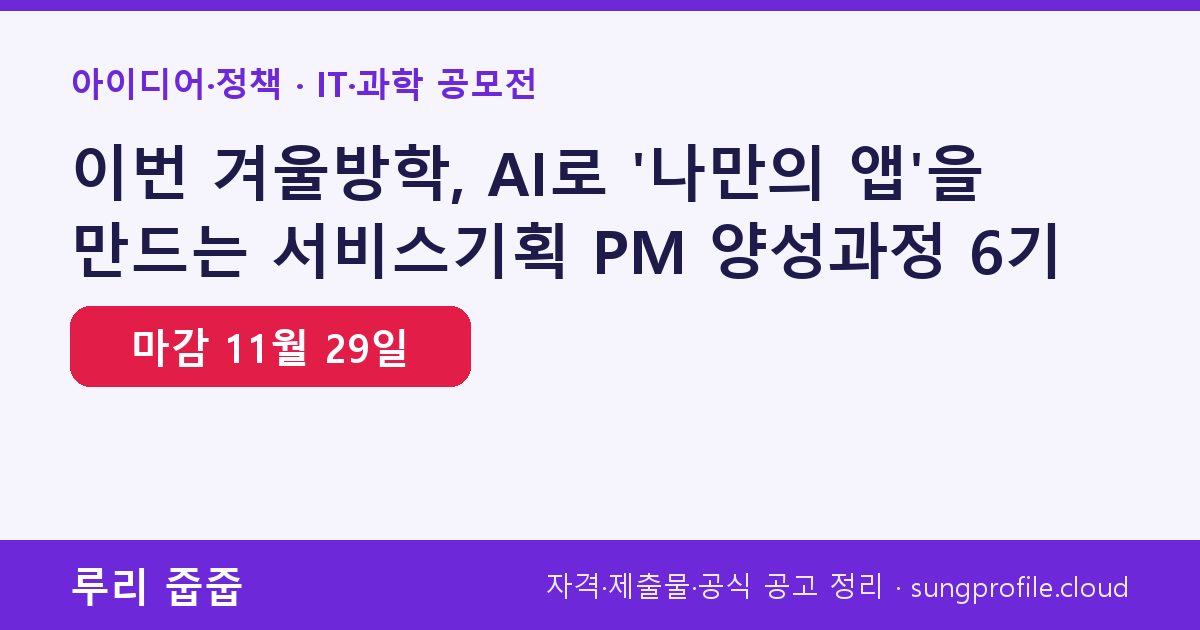 아이디어·정책 · IT·과학 공모전
이번 겨울방학, AI로 '나만의 앱'을
만드는 서비스기획 PM 양성과정 6기
마감 11월 29일
루리 줍줍
자격·제출물·공식 공고 정리 · sungprofile.cloud